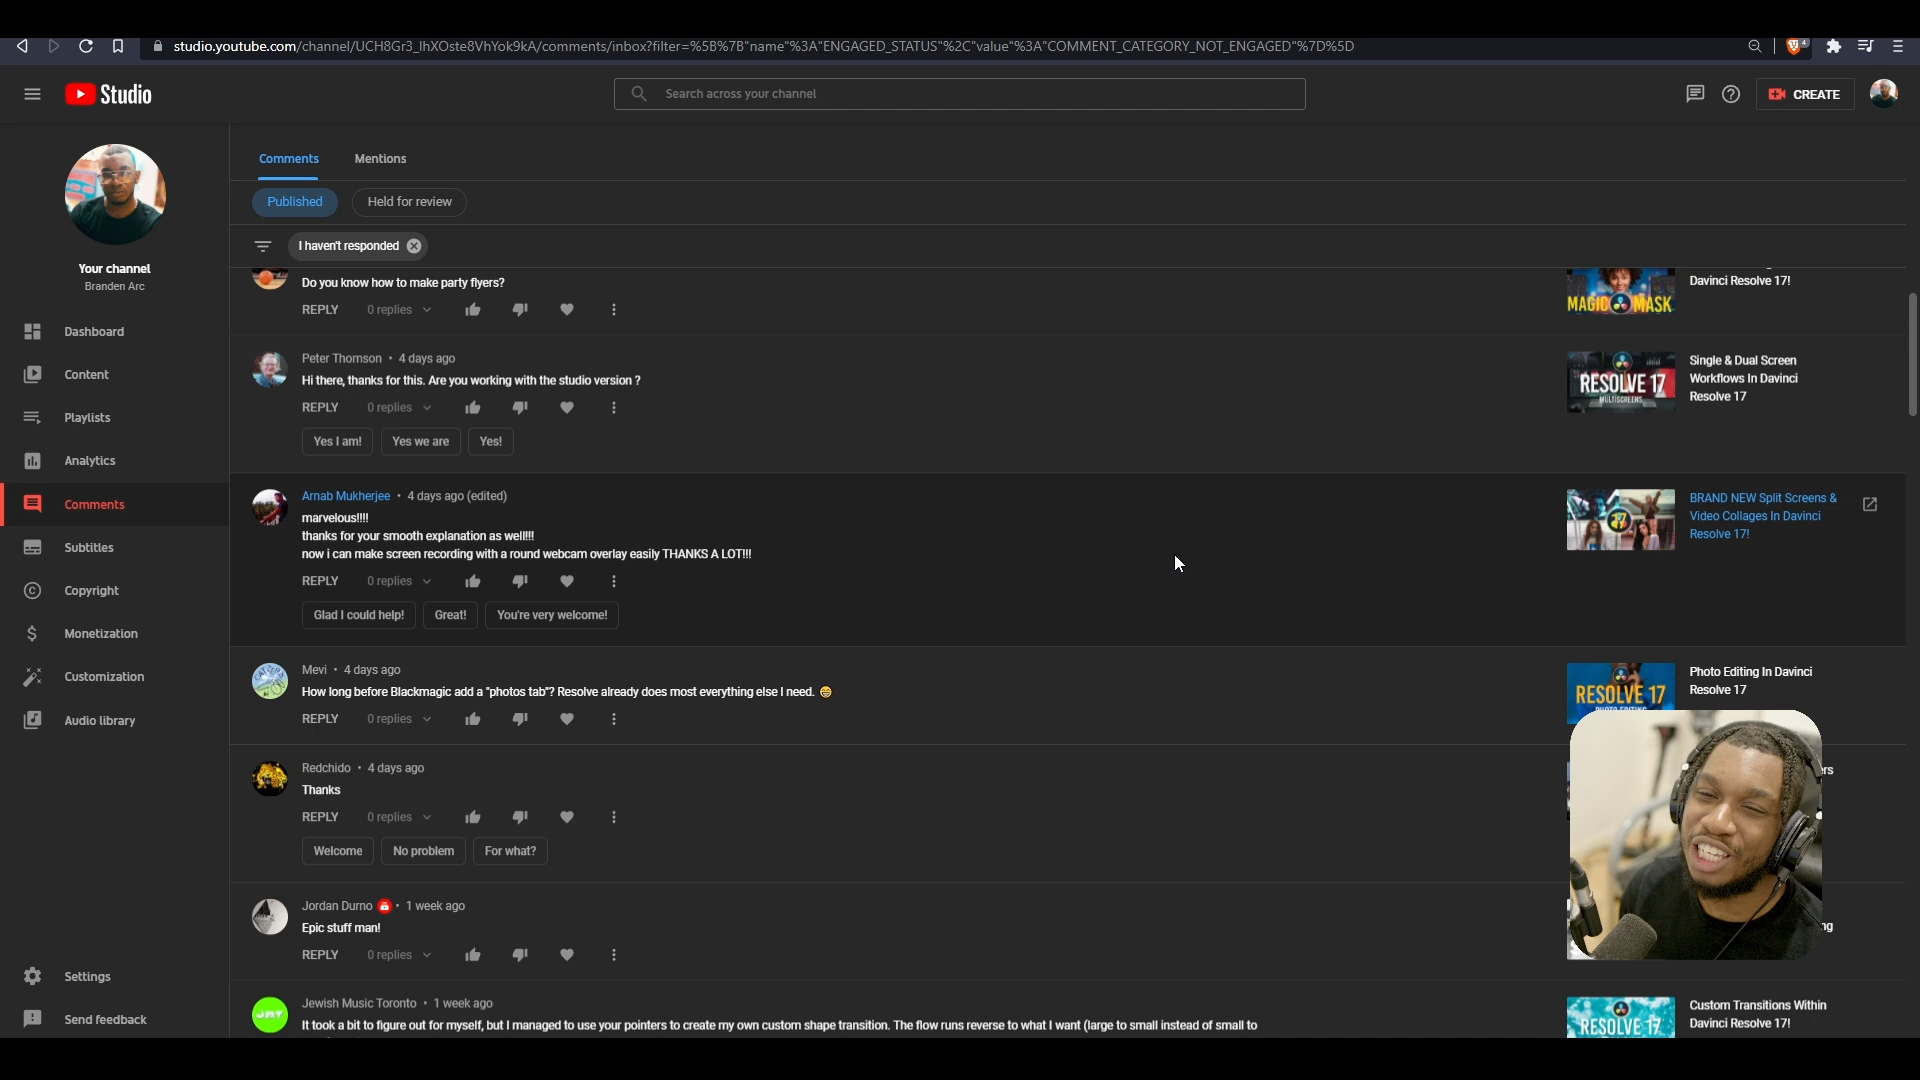 studio.youtube.com/channel/UCH8Gr3_lhXOste8VhYok9kA/comments/inbox?filter=%5B%7B"name"%3A"ENGAGED_STATUS"%2C"value"%3A"COMMENT_CATEGORY_NOT_ENGAGED"%7D%5D
4
Studio
Search across your channel
CREATE
Your channel
Branden Arc
Dashboard
Content
Playlists
Analytics
Comments
Subtitles
Copyright
Monetization
Customization
Audio library
Settings
Send feedback
Comments
Mentions
Published
Held for review
I haven't responded
Do you know how to make party flyers?
REPLY
0 replies
MAGIC MASK
Davinci Resolve 17!
Peter Thomson • 4 days ago
Hi there, thanks for this. Are you working with the studio version ?
REPLY
0 replies
Yes I am!
Yes we are
Yes!
RESOLVE 17
MULTISCREENS
Single & Dual Screen
Workflows In Davinci
Resolve 17
Arnab Mukherjee • 4 days ago (edited)
marvelous!!!!
thanks for your smooth explanation as well!!!!
now i can make screen recording with a round webcam overlay easily THANKS A LOT!!!
REPLY
0 replies
Glad I could help!
Great!
You're very welcome!
17
BRAND NEW Split Screens &
Video Collages In Davinci
Resolve 17!
Mevi • 4 days ago
How long before Blackmagic add a "photos tab"? Resolve already does most everything else I need. 😁
REPLY
0 replies
RESOLVE 17
PHOTO EDITING
Photo Editing In Davinci
Resolve 17
Redchido • 4 days ago
Thanks
REPLY
0 replies
Welcome
No problem
For what?
rs
Jordan Durno • 1 week ago
Epic stuff man!
REPLY
0 replies
ng
JMT
Jewish Music Toronto • 1 week ago
It took a bit to figure out for myself, but I managed to use your pointers to create my own custom shape transition. The flow runs reverse to what I want (large to small instead of small to
RESOLVE 17
Custom Transitions Within
Davinci Resolve 17!